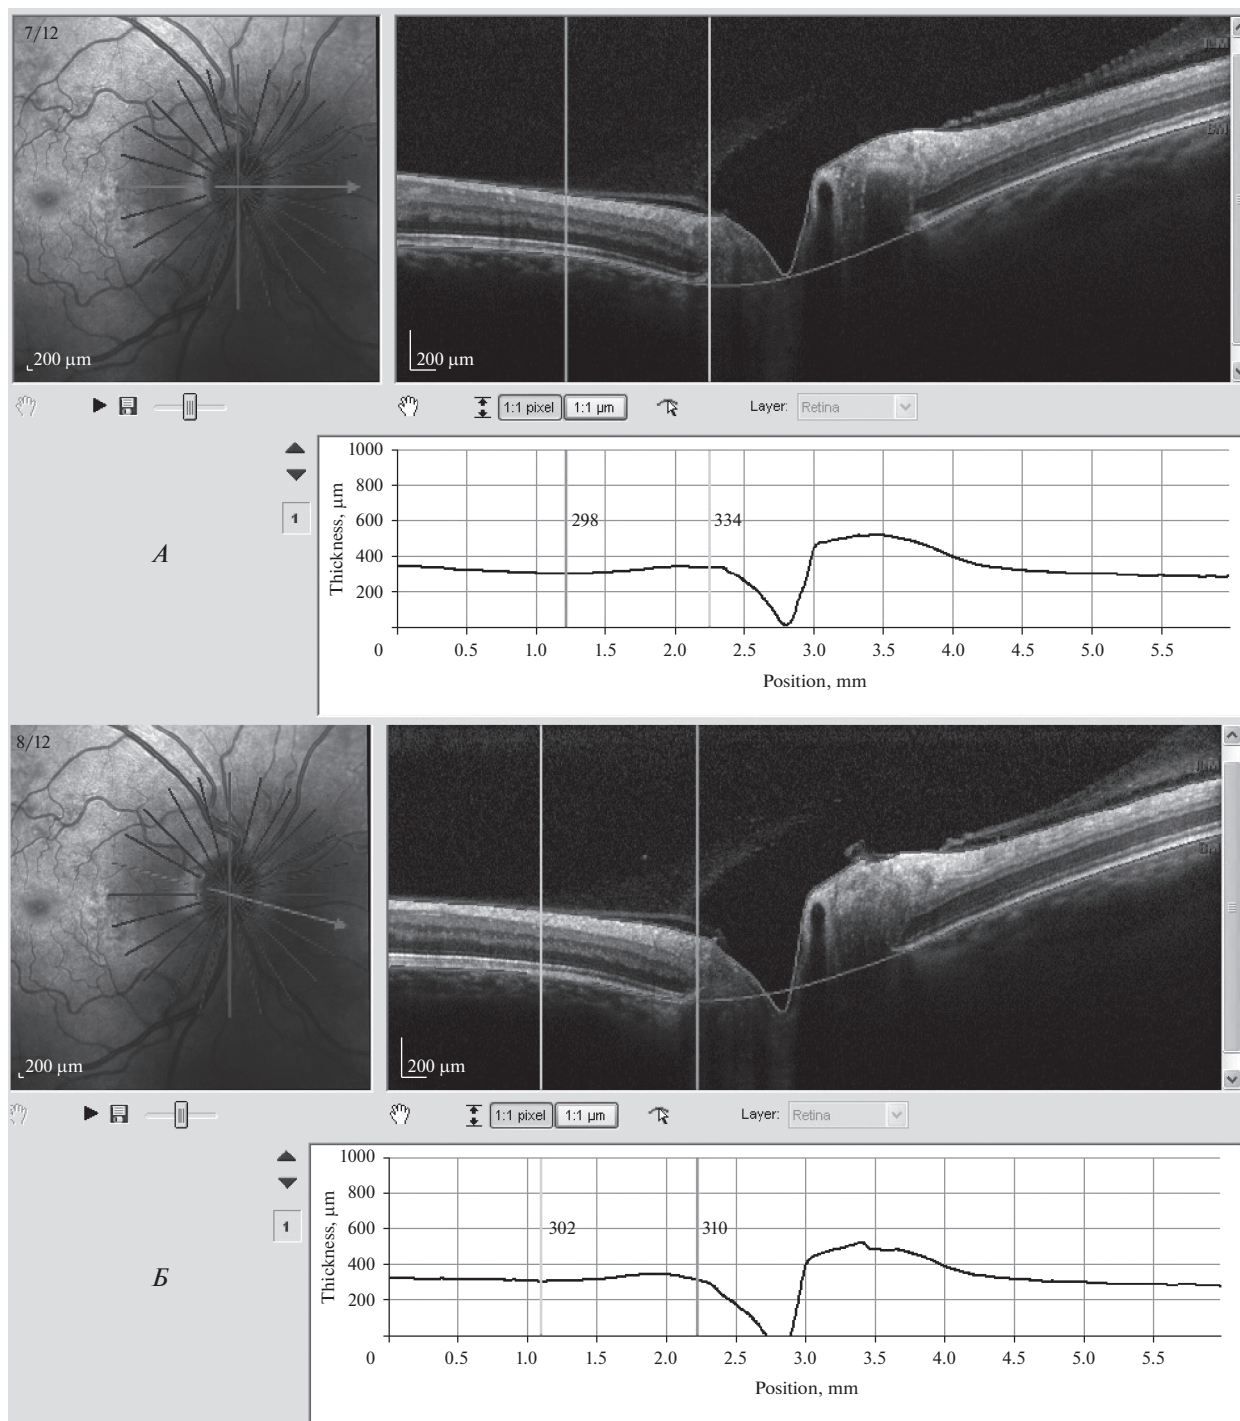 7/12
ILM
BM
200 µm
200 µm
1:1 pixel 1:1 µm Layer: Retina
1000
800
600
400
200
0
Thickness, µm
1
298 334
А
0.5 1.0 1.5 2.0 2.5 3.0 3.5 4.0 4.5 5.0 5.5
Position, mm
8/12
ILM
BM
200 µm
200 µm
1:1 pixel 1:1 µm Layer: Retina
1000
800
600
400
200
0
Thickness, µm
1
302 310
Б
0.5 1.0 1.5 2.0 2.5 3.0 3.5 4.0 4.5 5.0 5.5
Position, mm